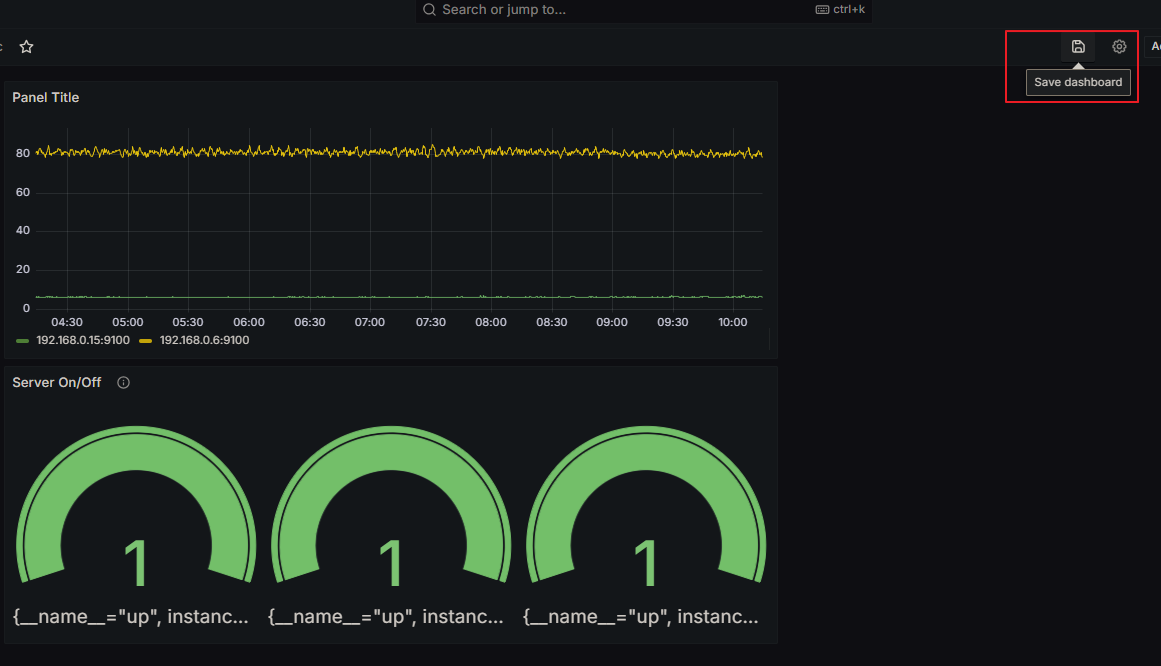 Search or jump to... ctrl+k
Save dashboard
Panel Title
80
60
40
20
0
04:30 05:00 05:30 06:00 06:30 07:00 07:30 08:00 08:30 09:00 09:30 10:00
192.168.0.15:9100 192.168.0.6:9100
Server On/Off
1 1 1
{__name__="up", instanc... {__name__="up", instanc... {__name__="up", instanc...